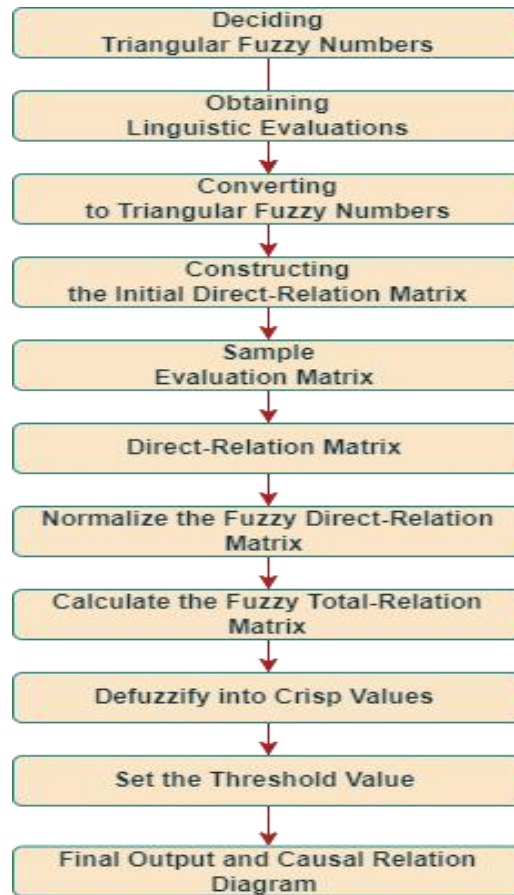 Deciding
Triangular Fuzzy Numbers
Obtaining
Linguistic Evaluations
Converting
to Triangular Fuzzy Numbers
Constructing
the Initial Direct-Relation Matrix
Sample
Evaluation Matrix
Direct-Relation Matrix
Normalize the Fuzzy Direct-Relation
Matrix
Calculate the Fuzzy Total-Relation
Matrix
Defuzzify into Crisp Values
Set the Threshold Value
Final Output and Causal Relation
Diagram